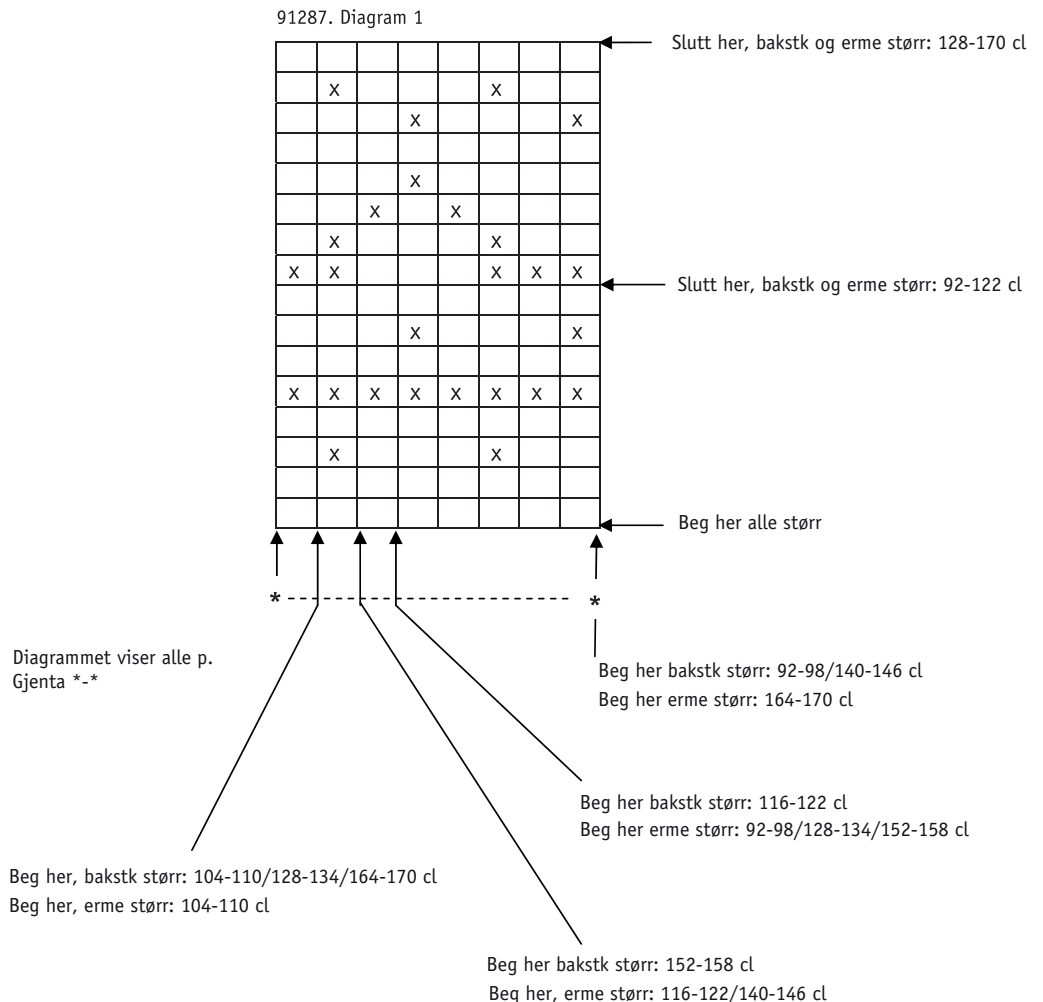 91287. Diagram 1
Slutt her, bakstk og erme størr: 128-170 cl
x x
x x
x
x x
x x
x x x x x
Slutt her, bakstk og erme størr: 92-122 cl
x x
x x x x x x x x
x x
Beg her alle størr
* - - - - - - - - - - - - - - - - - - - - - - - - - - - - *
Diagrammet viser alle p.
Gjenta *-*
Beg her bakstk størr: 92-98/140-146 cl
Beg her erme størr: 164-170 cl
Beg her bakstk størr: 116-122 cl
Beg her erme størr: 92-98/128-134/152-158 cl
Beg her, bakstk størr: 104-110/128-134/164-170 cl
Beg her, erme størr: 104-110 cl
Beg her bakstk størr: 152-158 cl
Beg her, erme størr: 116-122/140-146 cl